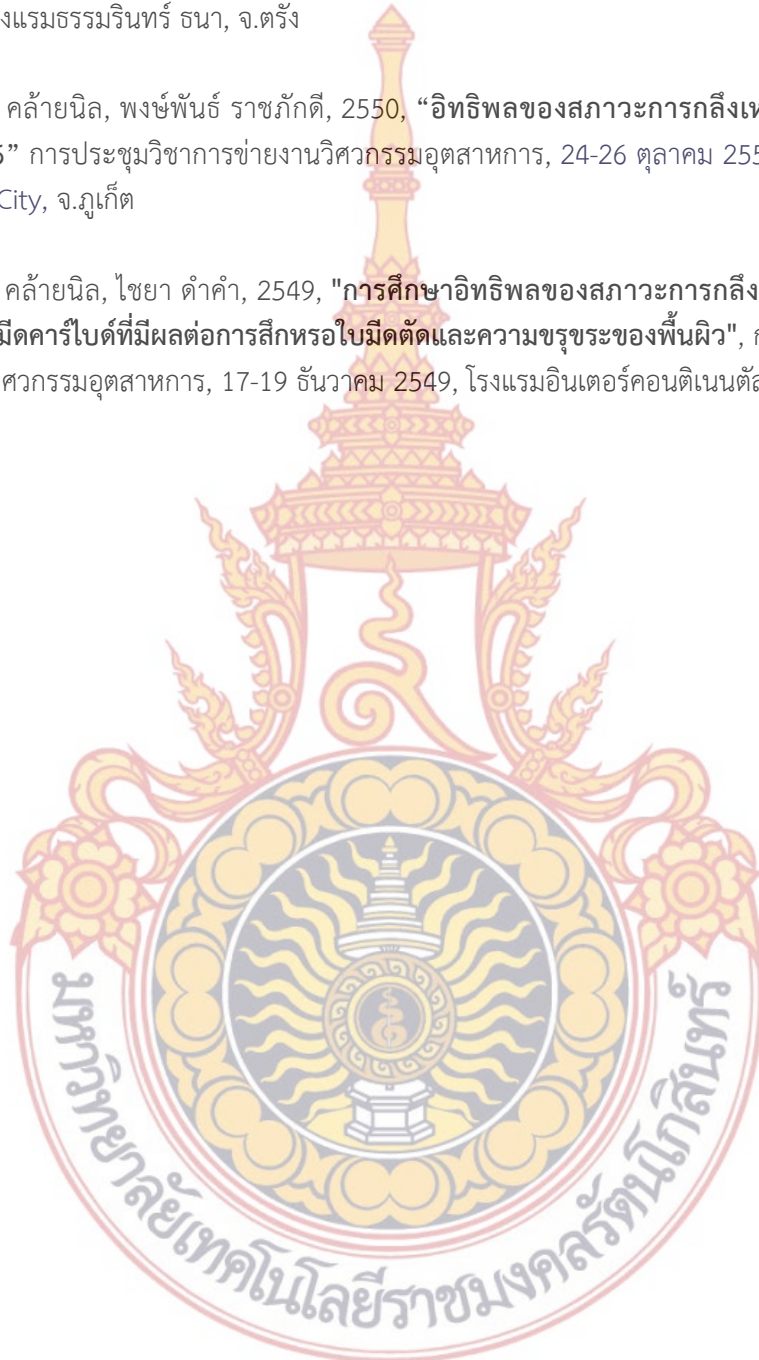 งแรมธรรมรินทร์ ธนา, จ.ตรัง
คล้ายนิล, พงษ์พันธ์ ราชภักดี, 2550, “อิทธิพลของสภาวะการกลึงเห
” การประชุมวิชาการข่ายงานวิศวกรรมอุตสาหการ, 24-26 ตุลาคม 255
City, จ.ภูเก็ต
คล้ายนิล, ไชยา ดำคำ, 2549, "การศึกษาอิทธิพลของสภาวะการกลึง
มีดคาร์ไบด์ที่มีผลต่อการสึกหรอใบมีดตัดและความขรุขระของพื้นผิว", ก
ศวกรรมอุตสาหการ, 17-19 ธันวาคม 2549, โรงแรมอินเตอร์คอนติเนนตัล
มหาวิทยาลัยเทคโนโลยีราชมงคลรัตนโกสินทร์